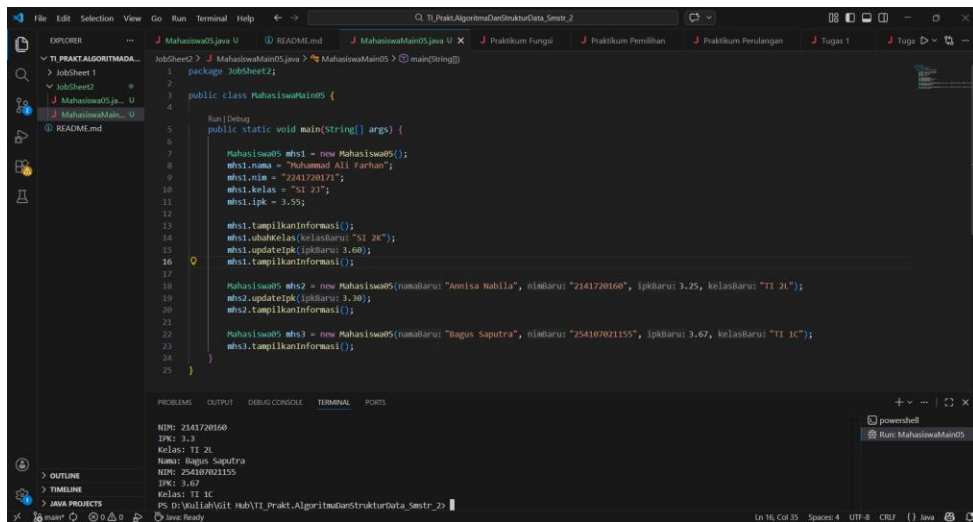 File Edit Selection View Go Run Terminal Help
TI_Prakt.AlgoritmaDanStrukturData_Smstr_2
EXPLORER
Mahasiswa05.java U README.md MahasiswaMain05.java U Praktikum Fungsi Praktikum Pemilihan Praktikum Perulangan Tugas 1 Tuga
TI_PRAKT.ALGORITMADA...
JobSheet 1
JobSheet2
Mahasiswa05.ja... U
MahasiswaMain... U
README.md
JobSheet2 > MahasiswaMain05.java > MahasiswaMain05 > main(String[])
1 package JobSheet2;
2
3 public class MahasiswaMain05 {
4
Run | Debug
5 public static void main(String[] args) {
6
7 Mahasiswa05 mhs1 = new Mahasiswa05();
8 mhs1.nama = "Muhammad Ali Farhan";
9 mhs1.nim = "2241720171";
10 mhs1.kelas = "SI 2J";
11 mhs1.ipk = 3.55;
12
13 mhs1.tampilkanInformasi();
14 mhs1.ubahKelas(kelasBaru: "SI 2K");
15 mhs1.updateIpk(ipkBaru: 3.60);
16 mhs1.tampilkanInformasi();
17
18 Mahasiswa05 mhs2 = new Mahasiswa05(namaBaru: "Annisa Nabila", nimBaru: "2141720160", ipkBaru: 3.25, kelasBaru: "TI 2L");
19 mhs2.updateIpk(ipkBaru: 3.30);
20 mhs2.tampilkanInformasi();
21
22 Mahasiswa05 mhs3 = new Mahasiswa05(namaBaru: "Bagus Saputra", nimBaru: "254107021155", ipkBaru: 3.67, kelasBaru: "TI 1C");
23 mhs3.tampilkanInformasi();
24 }
25 }
PROBLEMS OUTPUT DEBUG CONSOLE TERMINAL PORTS
NIM: 2141720160
IPK: 3.3
Kelas: TI 2L
Nama: Bagus Saputra
NIM: 254107021155
IPK: 3.67
Kelas: TI 1C
PS D:\Kuliah\Git Hub\TI_Prakt.AlgoritmaDanStrukturData_Smstr_2>
powershell
Run: MahasiswaMain05
OUTLINE
TIMELINE
JAVA PROJECTS
main* 0 0 Java: Ready Ln 16, Col 35 Spaces: 4 UTF-8 CRLF {} Java